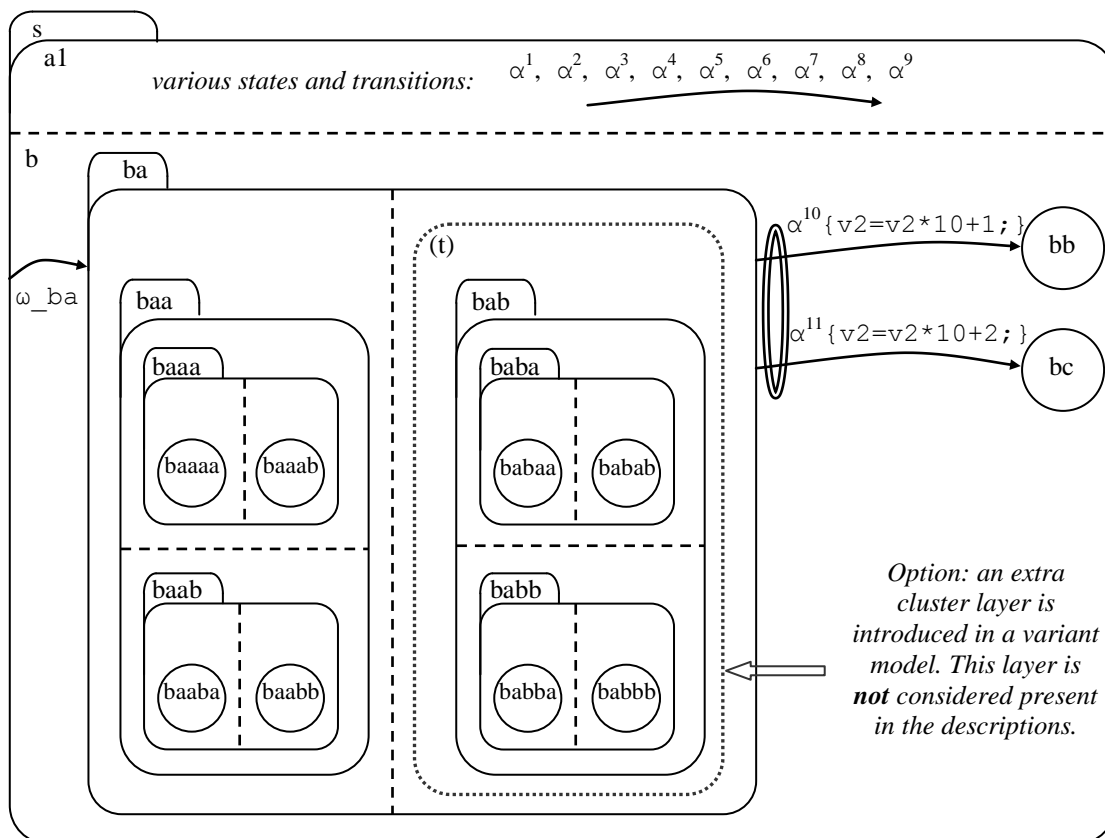 s
a1
various states and transitions: α¹, α², α³, α⁴, α⁵, α⁶, α⁷, α⁸, α⁹
b
ba
α¹⁰{v2=v2*10+1;}
bb
(t)
ω_ba
baa
bab
α¹¹{v2=v2*10+2;}
bc
baaa
baba
baaaa
baaab
babaa
babab
baab
babb
baaba
baabb
babba
babbb
Option: an extra
cluster layer is
introduced in a variant
model. This layer is
not considered present
in the descriptions.